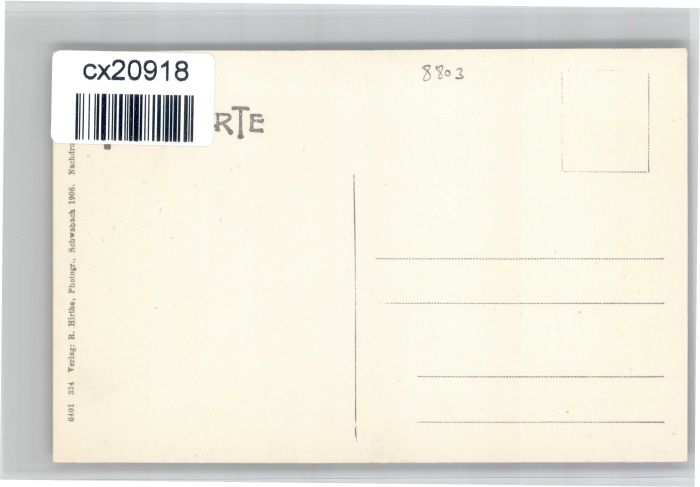 cx20918
8803
RTE
6401 334 Verlag: R. Hirthe, Photogr., Schwabach 1906. Nachdru